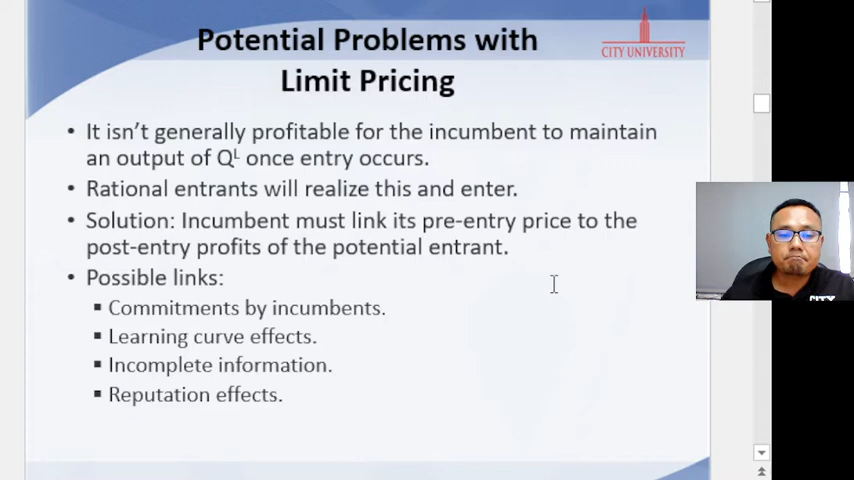 Potential Problems with
Limit Pricing
CITY UNIVERSITY
• It isn't generally profitable for the incumbent to maintain
an output of Qᴸ once entry occurs.
• Rational entrants will realize this and enter.
• Solution: Incumbent must link its pre-entry price to the
post-entry profits of the potential entrant.
• Possible links:
▪ Commitments by incumbents.
▪ Learning curve effects.
▪ Incomplete information.
▪ Reputation effects.